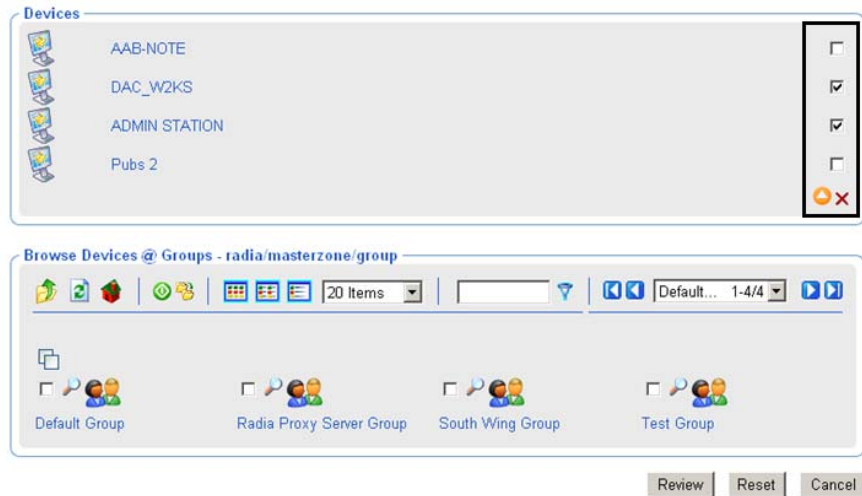 Devices
AAB-NOTE
DAC_W2KS
ADMIN STATION
Pubs 2
Browse Devices @ Groups - radia/masterzone/group
20 Items Default... 1-4/4
Default Group Radia Proxy Server Group South Wing Group Test Group
Review Reset Cancel